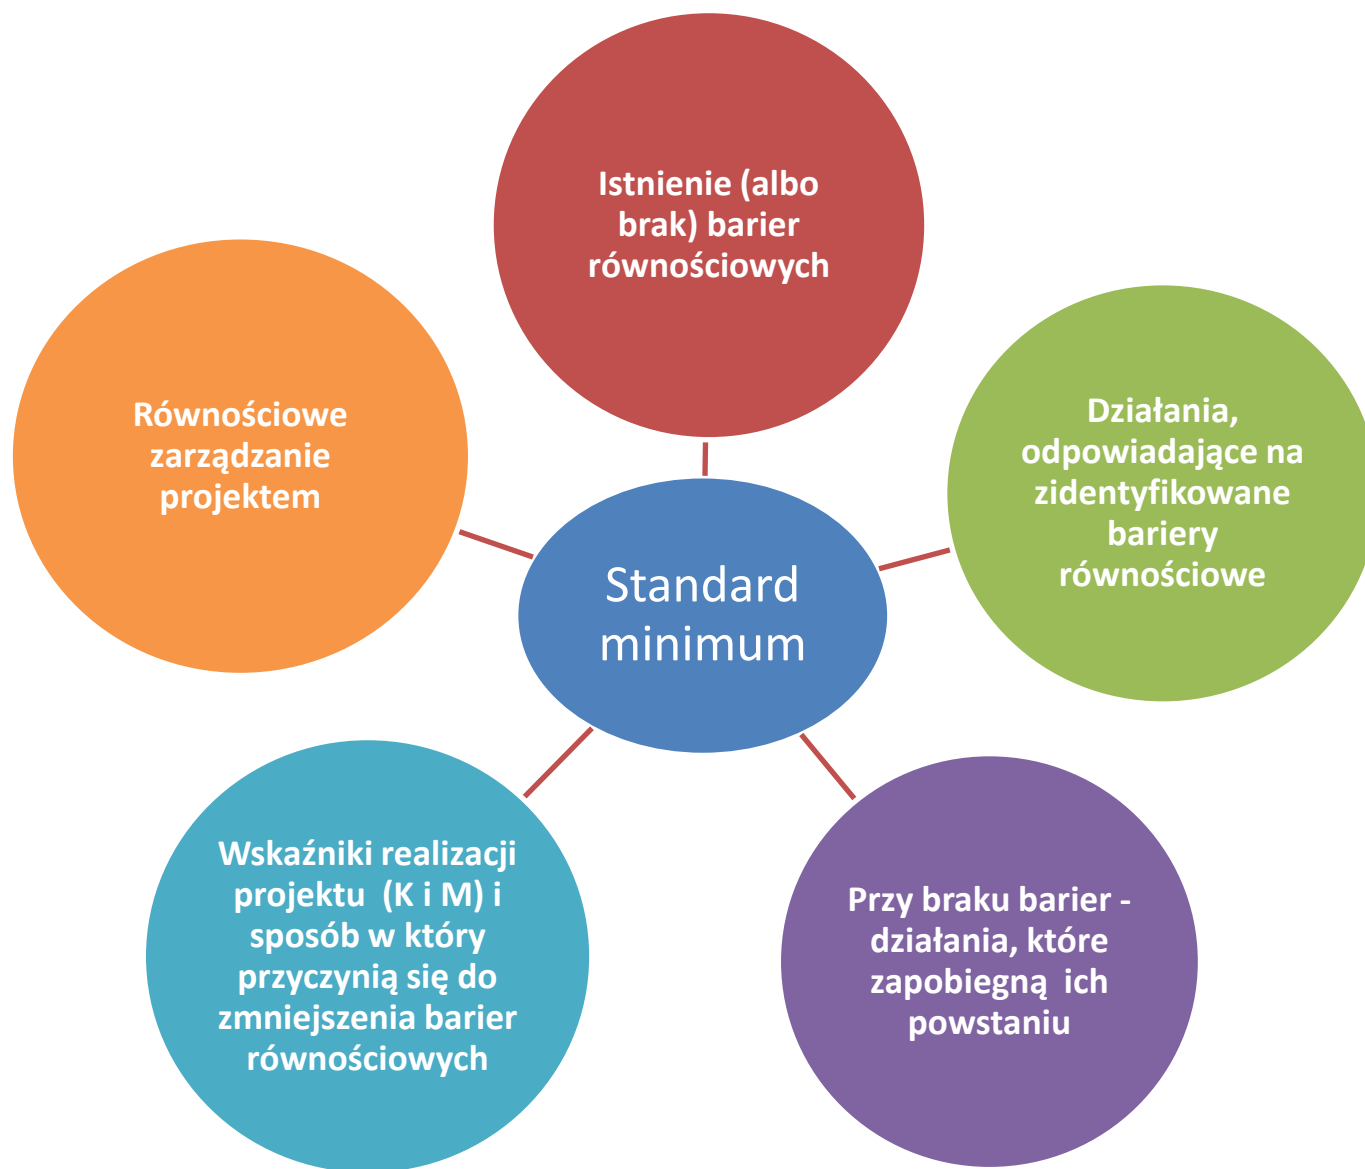 Istnienie (albo
brak) barier
równościowych
Działania,
odpowiadające na
zidentyfikowane
bariery
równościowe
Przy braku barier -
działania, które
zapobiegną  ich
powstaniu
Wskaźniki realizacji
projektu  (K i M) i
sposób w który
przyczynią się do
zmniejszenia barier
równościowych
Równościowe
zarządzanie
projektem
Standard
minimum